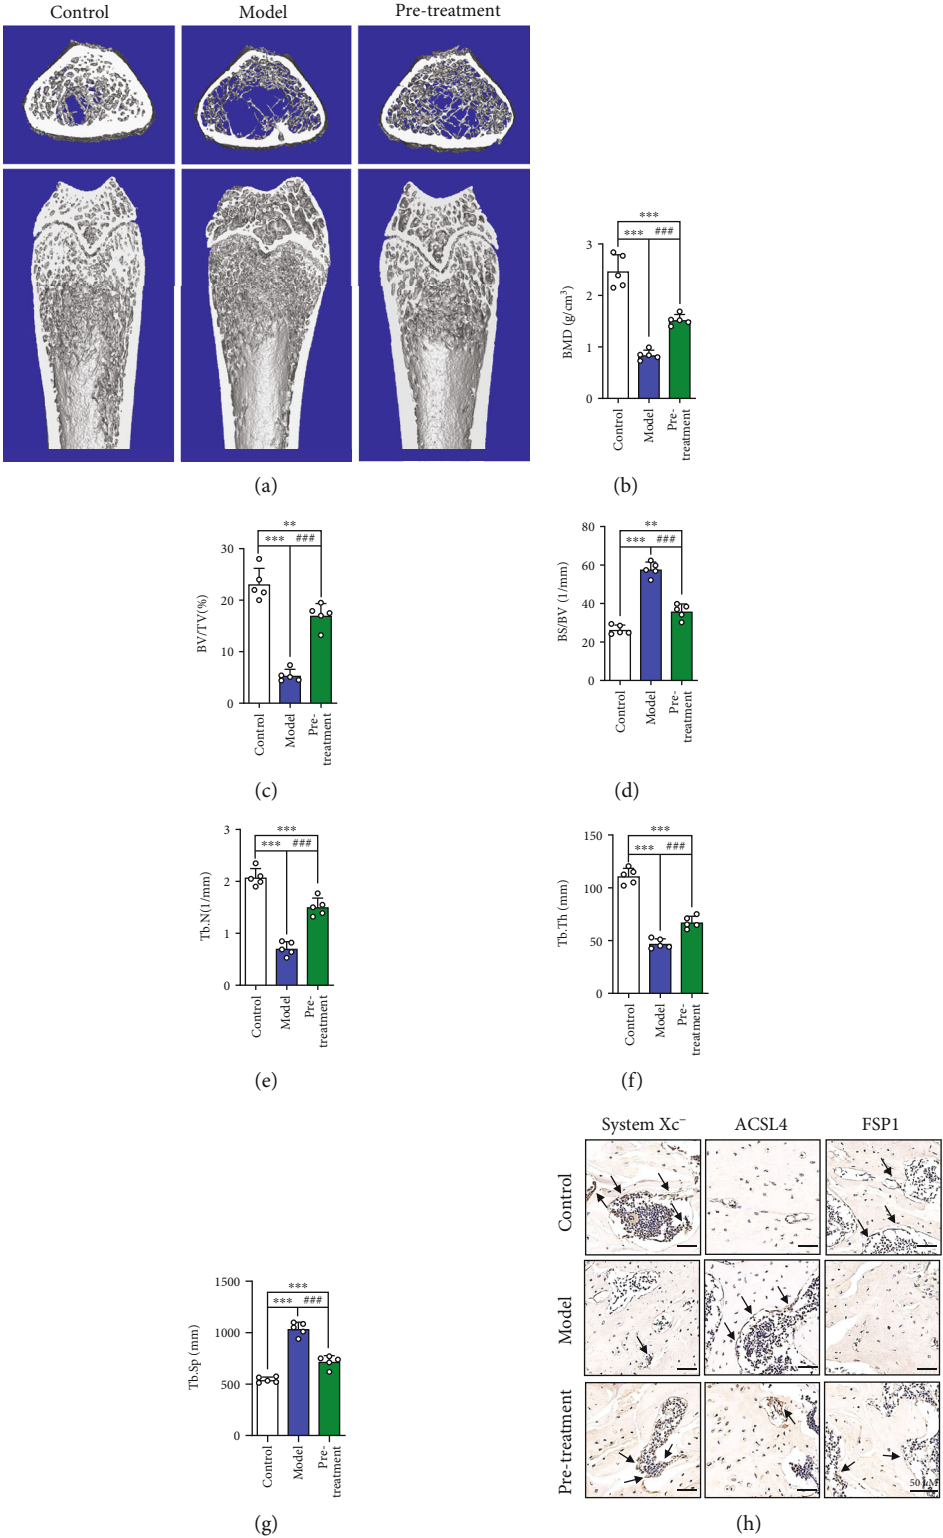 Control Model Pre-treatment
(a)
***
*** ###
3
2
1
0
BMD (g/cm³)
Control
Model
Pre-
treatment
(b)
**
*** ###
30
20
10
0
BV/TV(%)
Control
Model
Pre-
treatment
(c)
**
*** ###
80
60
40
20
0
BS/BV (1/mm)
Control
Model
Pre-
treatment
(d)
***
*** ###
3
2
1
0
Tb.N(1/mm)
Control
Model
Pre-
treatment
(e)
***
*** ###
150
100
50
0
Tb.Th (mm)
Control
Model
Pre-
treatment
(f)
***
*** ###
1500
1000
500
0
Tb.Sp (mm)
Control
Model
Pre-
treatment
(g)
System Xc⁻ ACSL4 FSP1
Control
Model
Pre-treatment
50 μM
(h)